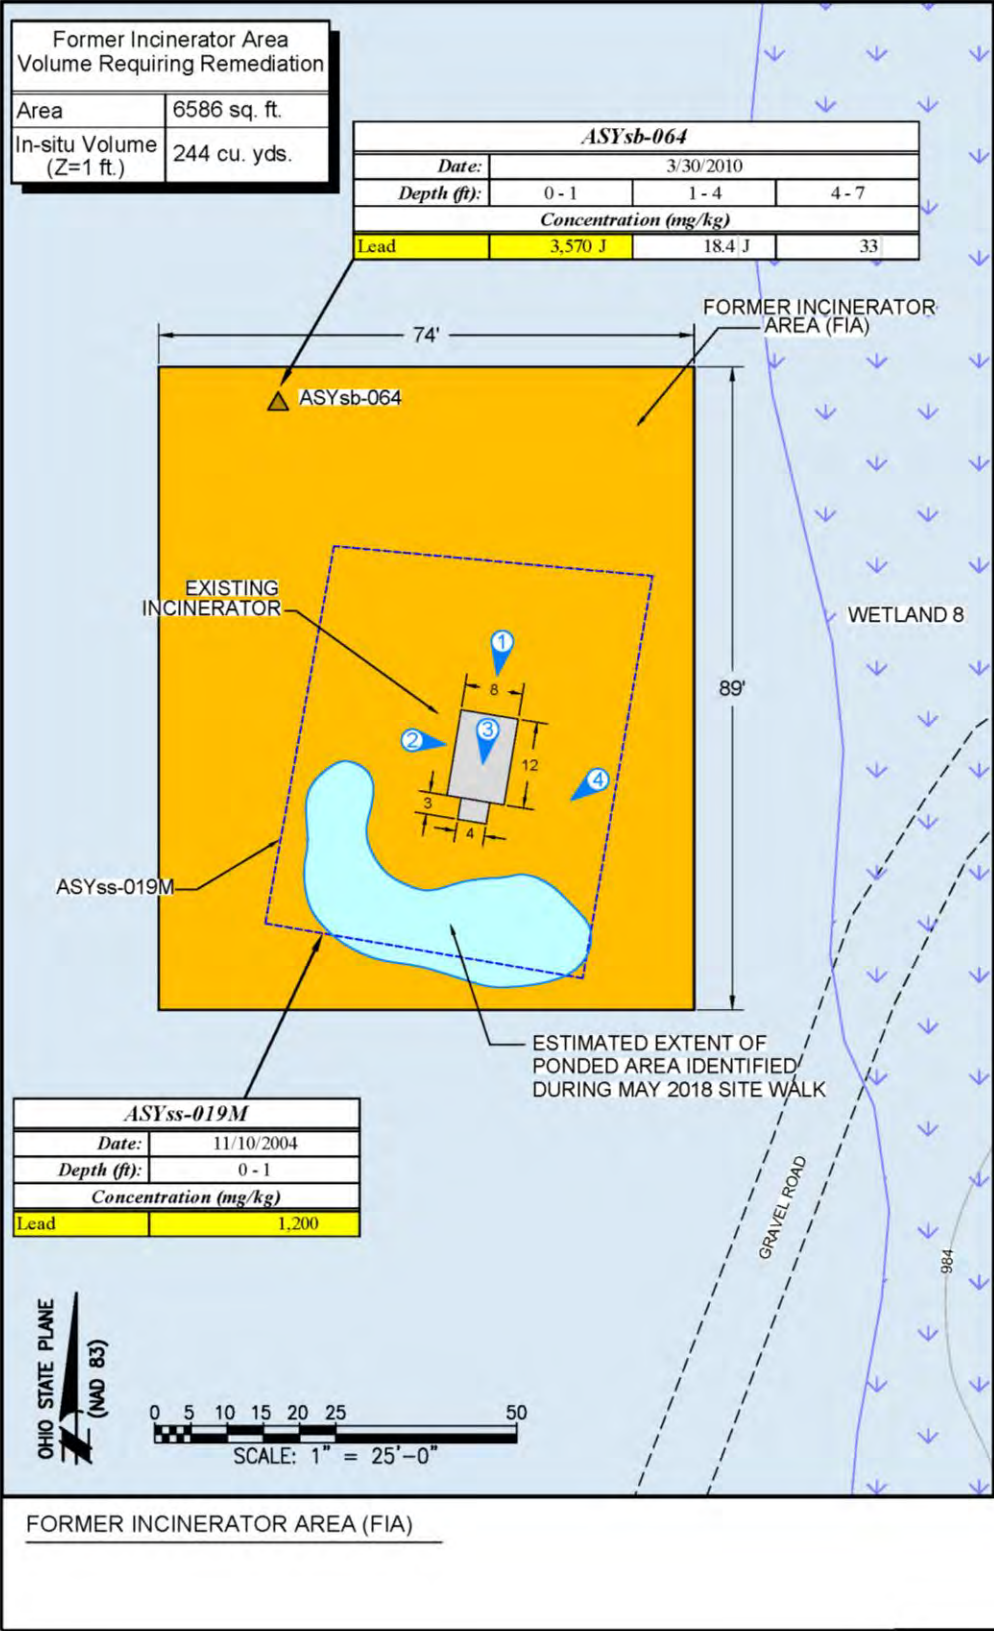 Former Incinerator Area
Volume Requiring Remediation
Area 6586 sq. ft.
In-situ Volume
(Z=1 ft.) 244 cu. yds.
ASYsb-064
Date: 3/30/2010
Depth (ft): 0 - 1 1 - 4 4 - 7
Concentration (mg/kg)
Lead 3,570 J 18.4 J 33
FORMER INCINERATOR
AREA (FIA)
74'
ASYsb-064
EXISTING
INCINERATOR
WETLAND 8
1
8
89'
2
3
12
4
3
4
ASYss-019M
ESTIMATED EXTENT OF
PONDED AREA IDENTIFIED
DURING MAY 2018 SITE WALK
ASYss-019M
Date: 11/10/2004
Depth (ft): 0 - 1
Concentration (mg/kg)
Lead 1,200
GRAVEL ROAD
984
OHIO STATE PLANE
(NAD 83)
N
0 5 10 15 20 25 50
SCALE: 1" = 25'-0"
FORMER INCINERATOR AREA (FIA)